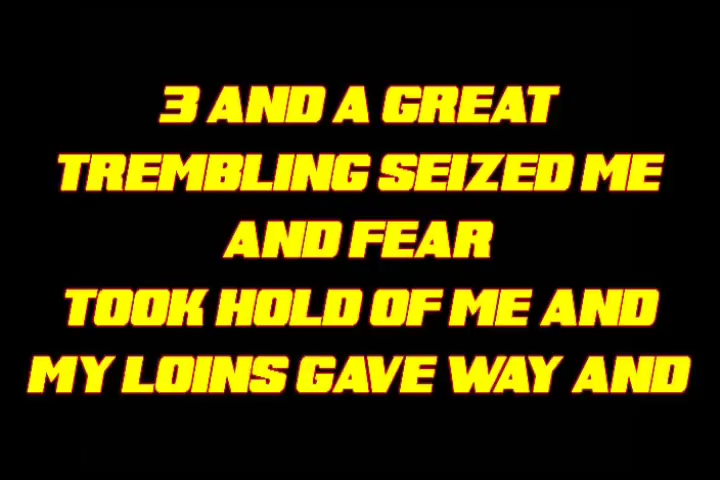 3 AND A GREAT
TREMBLING SEIZED ME
AND FEAR
TOOK HOLD OF ME AND
MY LOINS GAVE WAY AND